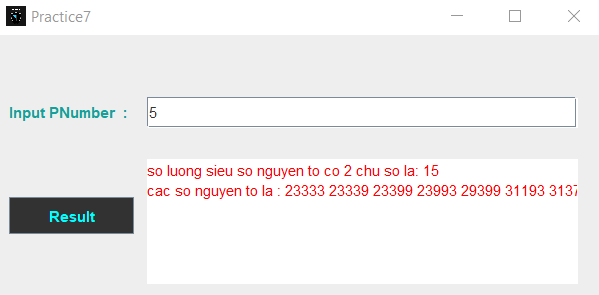 Practice7
Input PNumber :
5
so luong sieu so nguyen to co 2 chu so la: 15
cac so nguyen to la : 23333 23339 23399 23993 29399 31193 3137
Result